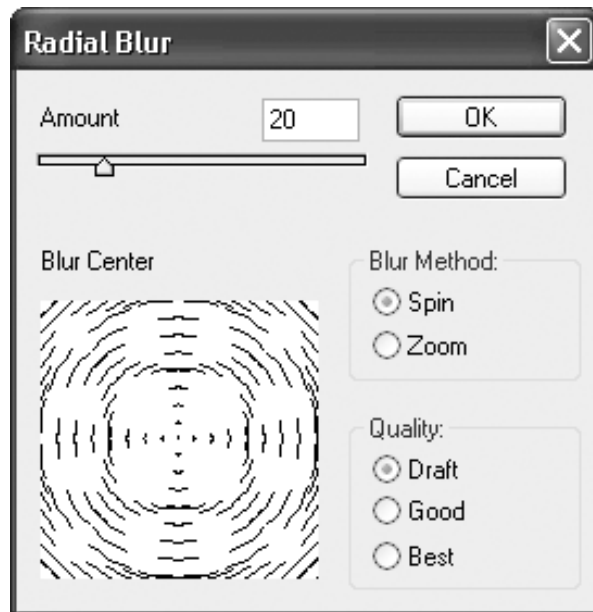 Radial Blur
Amount 20 OK
Cancel
Blur Center
Blur Method:
Spin
Zoom
Quality:
Draft
Good
Best